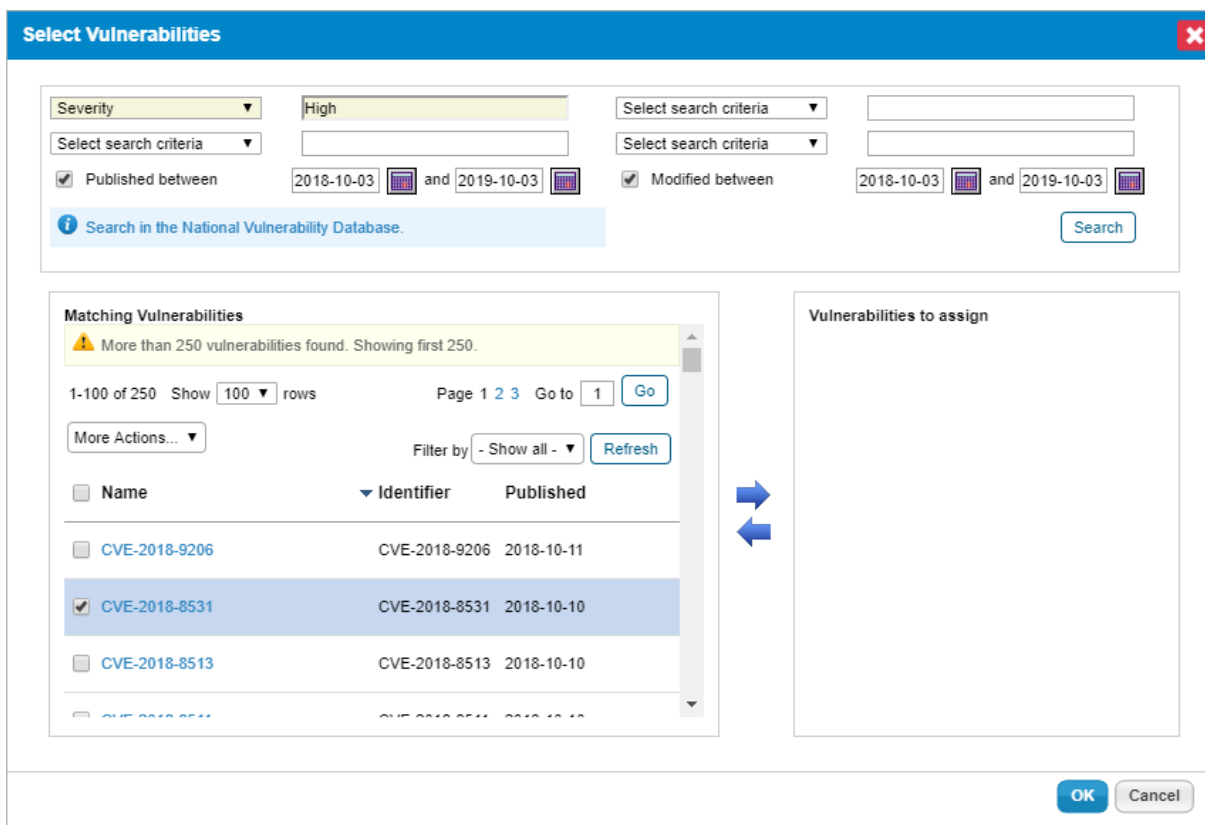 Select Vulnerabilities
Severity High Select search criteria
Select search criteria Select search criteria
Published between 2018-10-03 and 2019-10-03 Modified between 2018-10-03 and 2019-10-03
Search in the National Vulnerability Database. Search
Matching Vulnerabilities Vulnerabilities to assign
More than 250 vulnerabilities found. Showing first 250.
1-100 of 250 Show 100 rows Page 1 2 3 Go to 1 Go
More Actions... Filter by - Show all - Refresh
Name Identifier Published
CVE-2018-9206 CVE-2018-9206 2018-10-11
CVE-2018-8531 CVE-2018-8531 2018-10-10
CVE-2018-8513 CVE-2018-8513 2018-10-10
OK Cancel